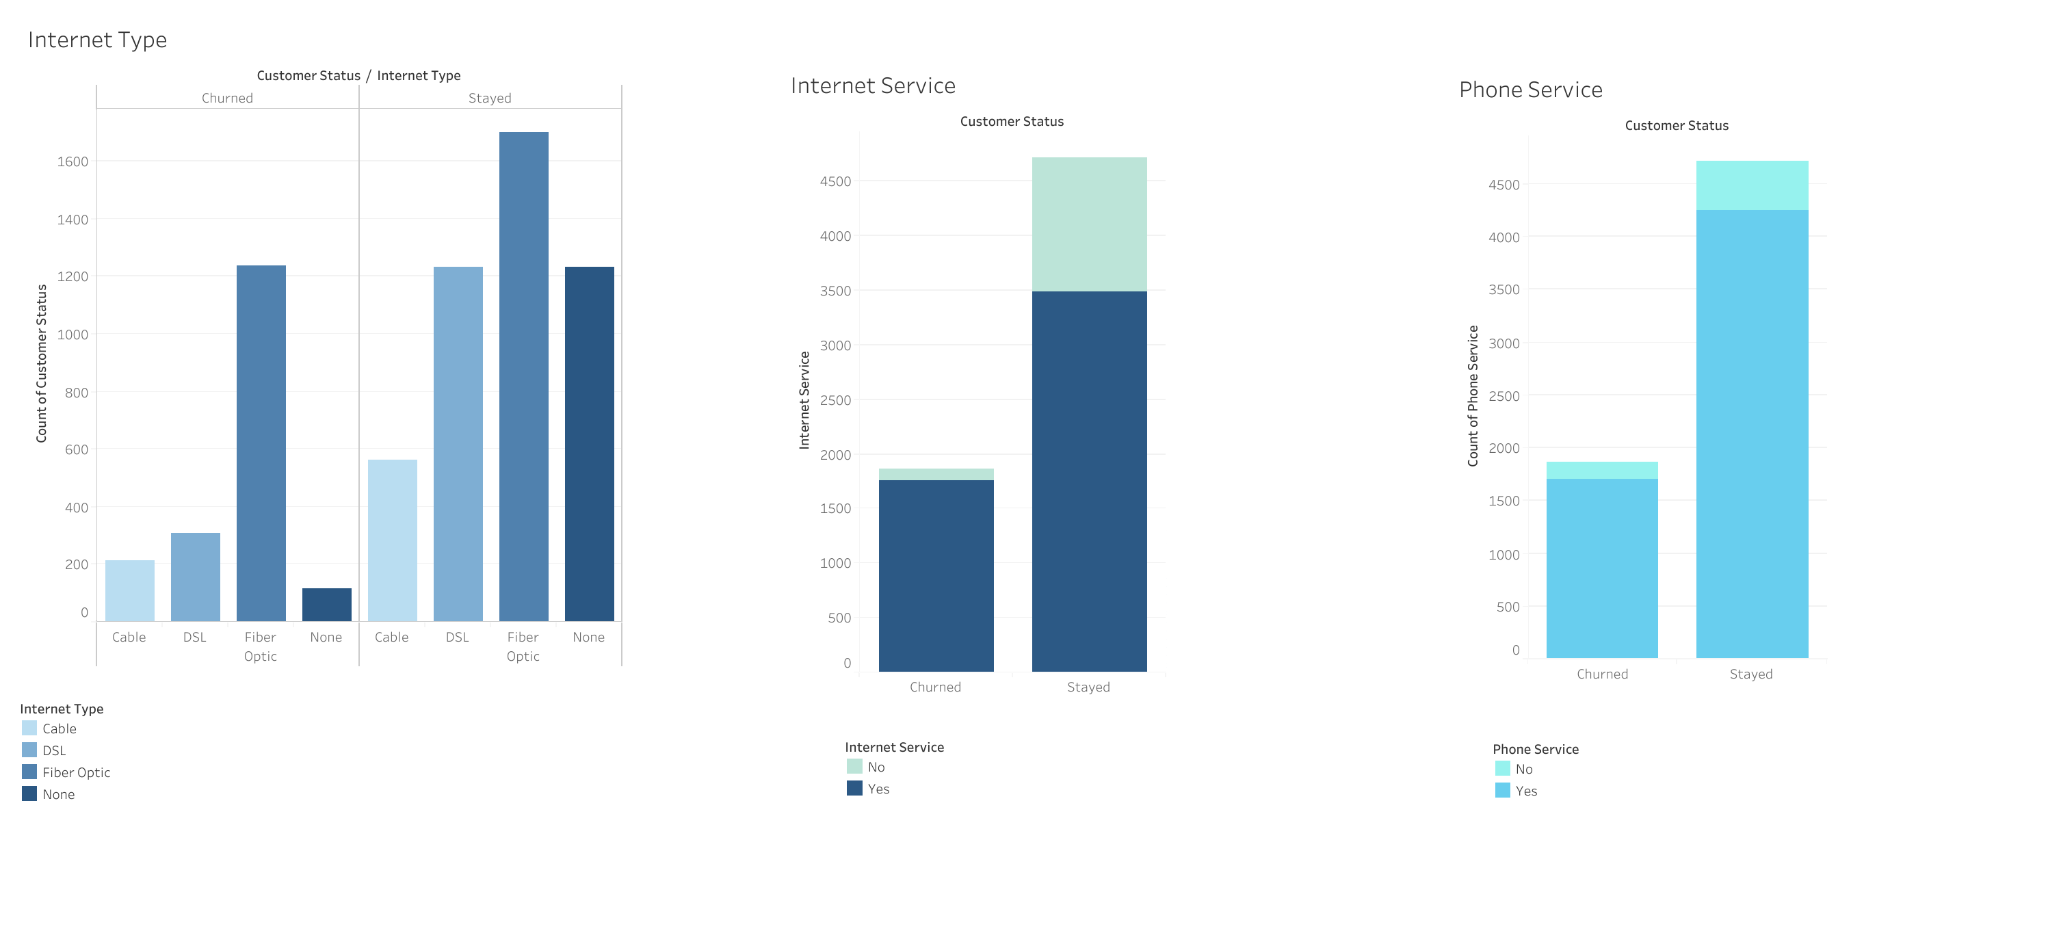 Internet Type
Customer Status / Internet Type
Churned
Stayed
Count of Customer Status
1600
1400
1200
1000
800
600
400
200
0
Cable
DSL
Fiber
Optic
None
Cable
DSL
Fiber
Optic
None
Internet Type
Cable
DSL
Fiber Optic
None
Internet Service
Customer Status
Internet Service
4500
4000
3500
3000
2500
2000
1500
1000
500
0
Churned
Stayed
Internet Service
No
Yes
Phone Service
Customer Status
Count of Phone Service
4500
4000
3500
3000
2500
2000
1500
1000
500
0
Churned
Stayed
Phone Service
No
Yes